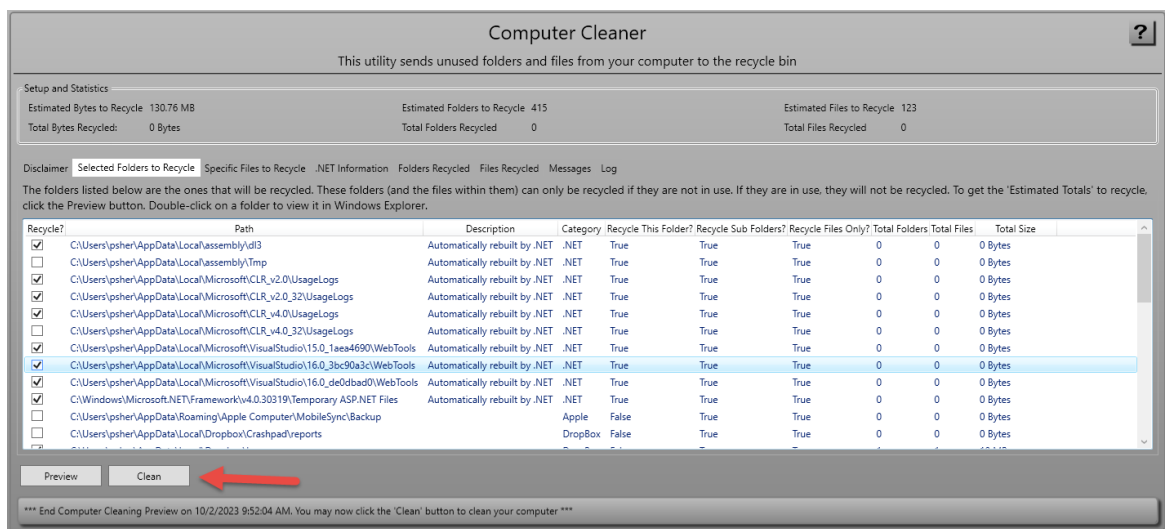 Computer Cleaner
?
This utility sends unused folders and files from your computer to the recycle bin
Setup and Statistics
Estimated Bytes to Recycle 130.76 MB Estimated Folders to Recycle 415 Estimated Files to Recycle 123
Total Bytes Recycled: 0 Bytes Total Folders Recycled 0 Total Files Recycled 0
Disclaimer Selected Folders to Recycle Specific Files to Recycle .NET Information Folders Recycled Files Recycled Messages Log
The folders listed below are the ones that will be recycled. These folders (and the files within them) can only be recycled if they are not in use. If they are in use, they will not be recycled. To get the 'Estimated Totals' to recycle,
click the Preview button. Double-click on a folder to view it in Windows Explorer.
Recycle? Path Description Category Recycle This Folder? Recycle Sub Folders? Recycle Files Only? Total Folders Total Files Total Size
C:\Users\psher\AppData\Local\assembly\dl3 Automatically rebuilt by .NET .NET True True True 0 0 0 Bytes
C:\Users\psher\AppData\Local\assembly\Tmp Automatically rebuilt by .NET .NET True True True 0 0 0 Bytes
C:\Users\psher\AppData\Local\Microsoft\CLR_v2.0\UsageLogs Automatically rebuilt by .NET .NET True True True 0 0 0 Bytes
C:\Users\psher\AppData\Local\Microsoft\CLR_v2.0_32\UsageLogs Automatically rebuilt by .NET .NET True True True 0 0 0 Bytes
C:\Users\psher\AppData\Local\Microsoft\CLR_v4.0\UsageLogs Automatically rebuilt by .NET .NET True True True 0 0 0 Bytes
C:\Users\psher\AppData\Local\Microsoft\CLR_v4.0_32\UsageLogs Automatically rebuilt by .NET .NET True True True 0 0 0 Bytes
C:\Users\psher\AppData\Local\Microsoft\VisualStudio\15.0_1aea4690\WebTools Automatically rebuilt by .NET .NET True True True 0 0 0 Bytes
C:\Users\psher\AppData\Local\Microsoft\VisualStudio\16.0_3bc90a3c\WebTools Automatically rebuilt by .NET .NET True True True 0 0 0 Bytes
C:\Users\psher\AppData\Local\Microsoft\VisualStudio\16.0_de0dbad0\WebTools Automatically rebuilt by .NET .NET True True True 0 0 0 Bytes
C:\Windows\Microsoft.NET\Framework\v4.0.30319\Temporary ASP.NET Files Automatically rebuilt by .NET .NET True True True 0 0 0 Bytes
C:\Users\psher\AppData\Roaming\Apple Computer\MobileSync\Backup Apple False True True 0 0 0 Bytes
C:\Users\psher\AppData\Local\Dropbox\Crashpad\reports DropBox False True True 0 0 0 Bytes
Preview Clean
*** End Computer Cleaning Preview on 10/2/2023 9:52:04 AM. You may now click the 'Clean' button to clean your computer ***